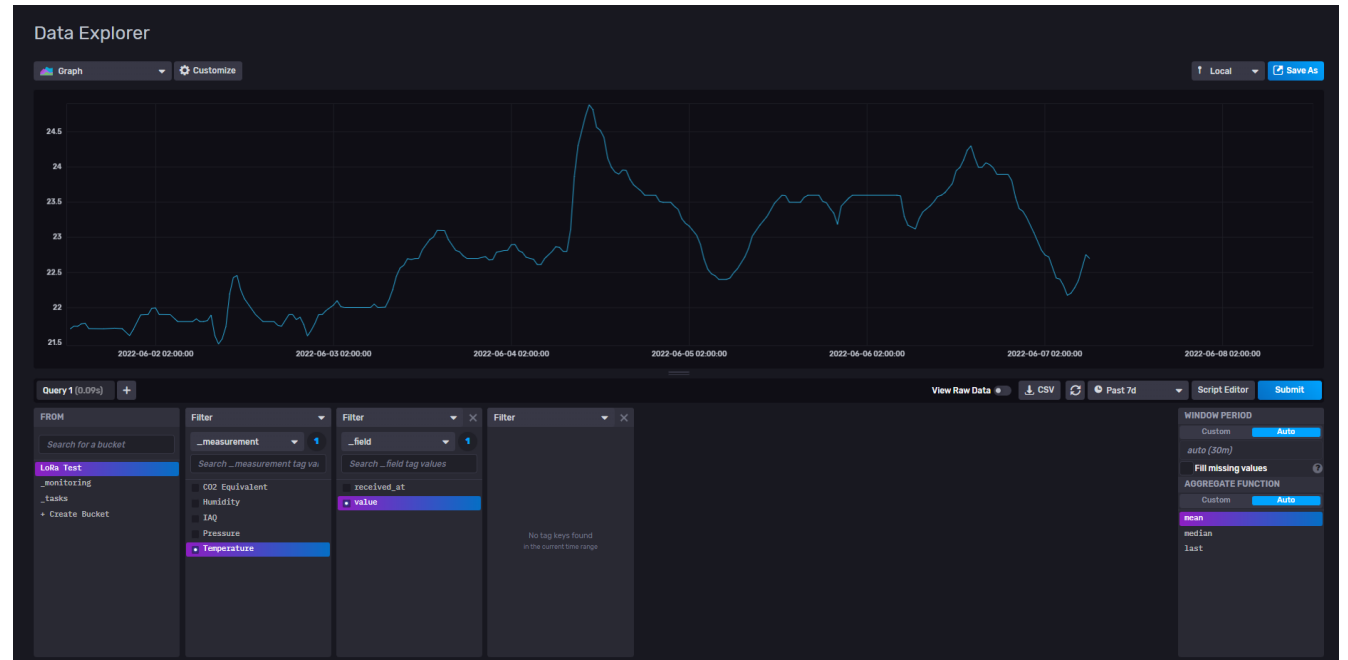 Data Explorer
Graph
Customize
Local
Save As
24.5
24
23.5
23
22.5
22
21.5
2022-06-02 02:00:00
2022-06-03 02:00:00
2022-06-04 02:00:00
2022-06-05 02:00:00
2022-06-06 02:00:00
2022-06-07 02:00:00
2022-06-08 02:00:00
Query 1 (0.09s)
+
View Raw Data
CSV
Past 7d
Script Editor
Submit
FROM
Search for a bucket
LoRa Test
_monitoring
_tasks
+ Create Bucket
Filter
_measurement
1
Search _measurement tag va
CO2 Equivalent
Humidity
IAQ
Pressure
Temperature
Filter
_field
1
Search _field tag values
received_at
value
Filter
No tag keys found
in the current time range
WINDOW PERIOD
Custom
Auto
auto (30m)
Fill missing values
?
AGGREGATE FUNCTION
Custom
Auto
mean
median
last